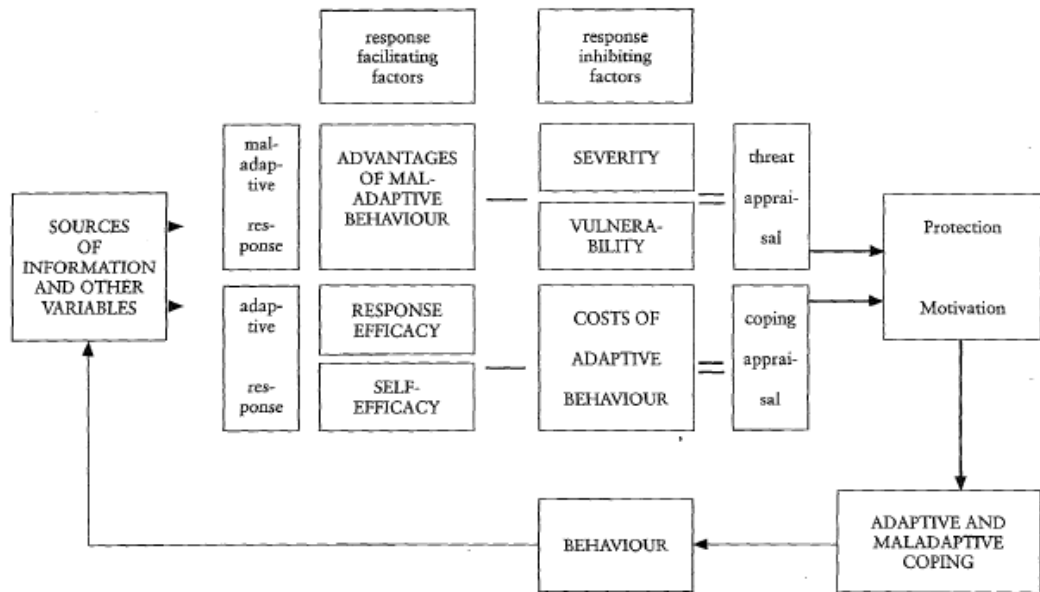 response
facilitating
factors
response
inhibiting
factors
mal-
adap-
tive
res-
ponse
ADVANTAGES
OF MAL-
ADAPTIVE
BEHAVIOUR
SEVERITY
VULNERA-
BILITY
threat
apprai-
sal
SOURCES
OF
INFORMATION
AND OTHER
VARIABLES
Protection
Motivation
adap-
tive
res-
ponse
RESPONSE
EFFICACY
SELF-
EFFICACY
COSTS OF
ADAPTIVE
BEHAVIOUR
coping
apprai-
sal
BEHAVIOUR
ADAPTIVE AND
MALADAPTIVE
COPING